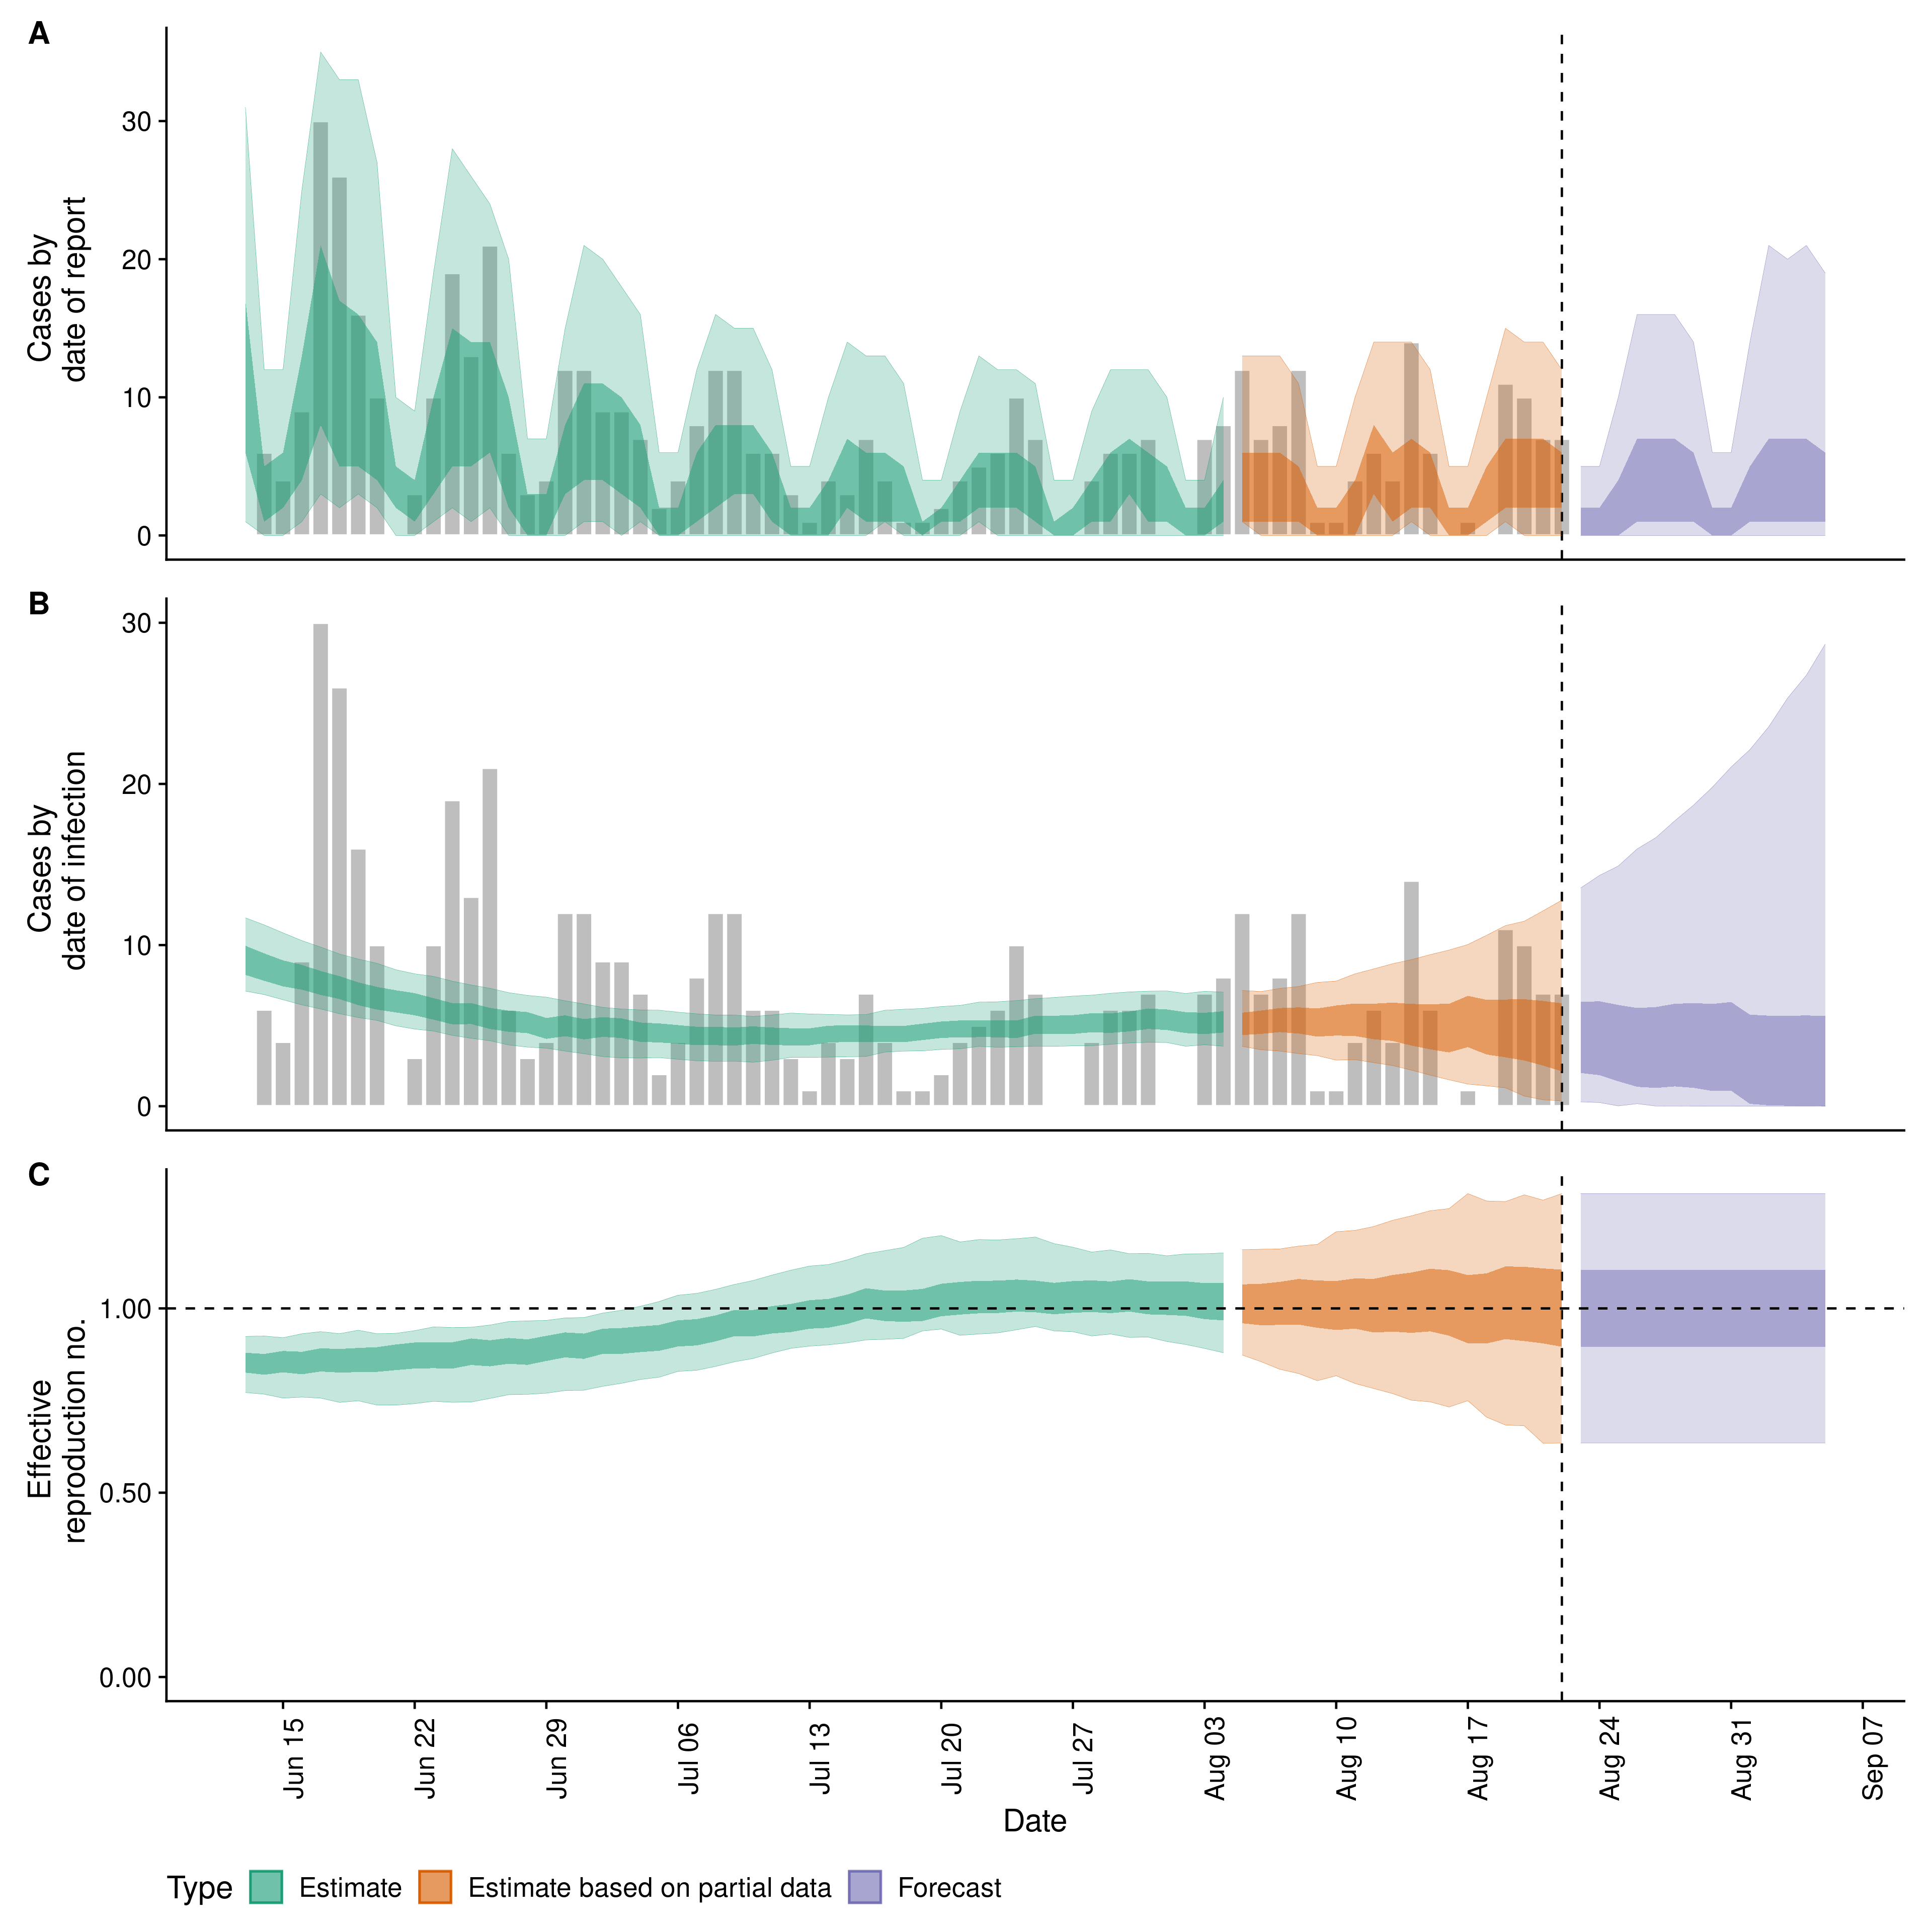 A
30
20
10
0
Cases by
date of report
B
30
20
10
0
Cases by
date of infection
C
1.00
0.50
0.00
Effective
reproduction no.
Jun 15
Jun 22
Jun 29
Jul 06
Jul 13
Jul 20
Jul 27
Aug 03
Aug 10
Aug 17
Aug 24
Aug 31
Sep 07
Date
Type Estimate Estimate based on partial data Forecast